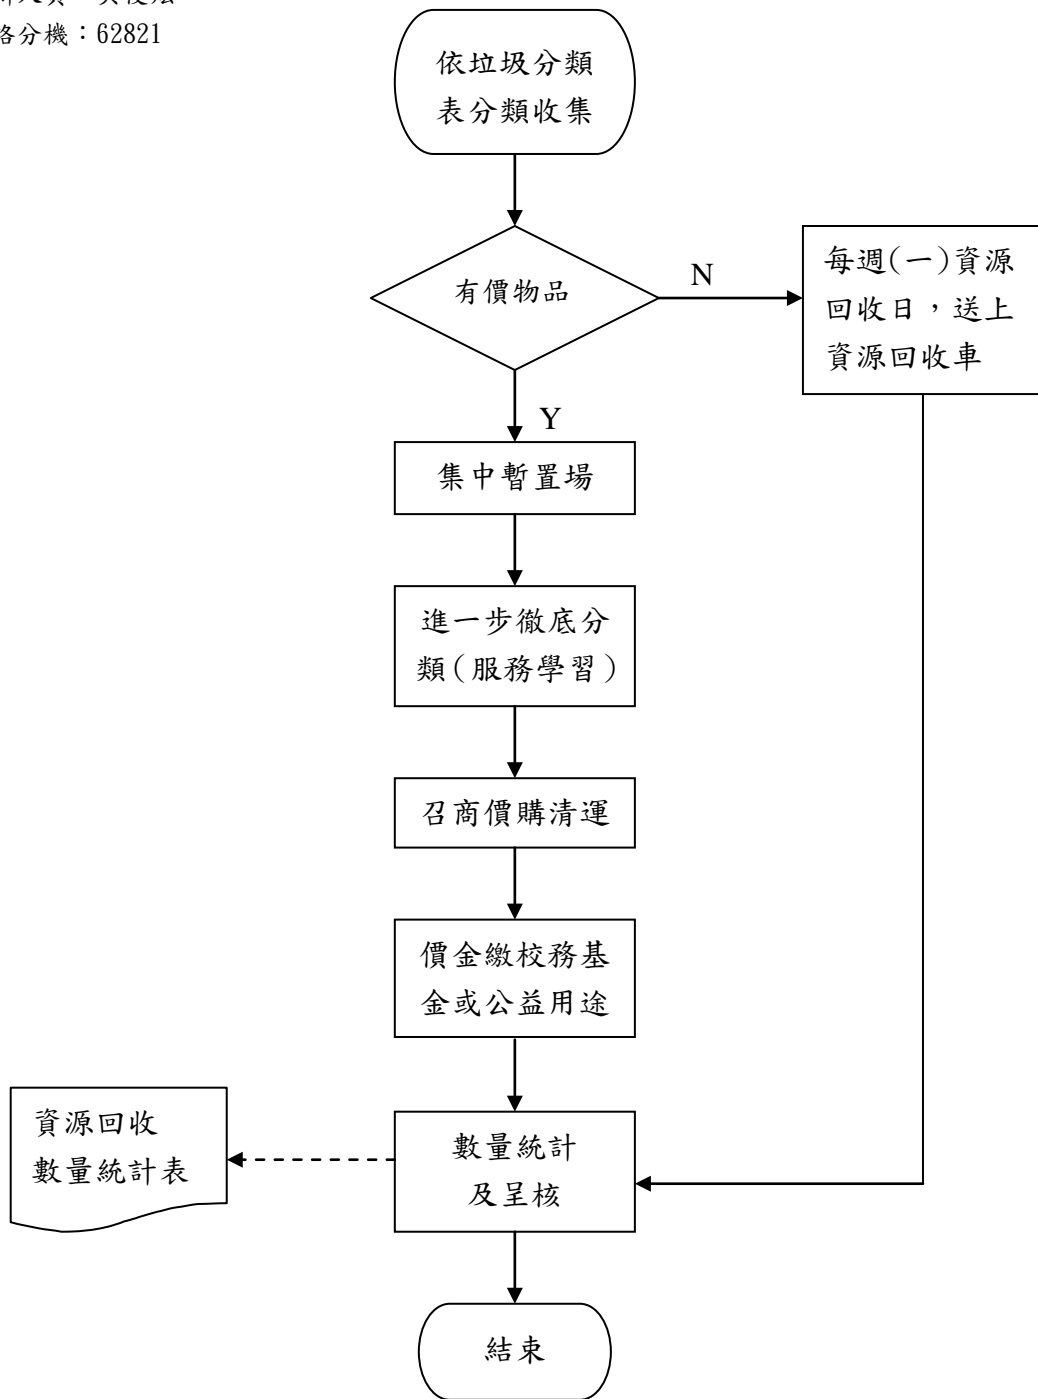 絡分機：62821
依垃圾分類
表分類收集
有價物品
N
每週(一)資源
回收日，送上
資源回收車
Y
集中暫置場
進一步徹底分
類(服務學習)
召商價購清運
價金繳校務基
金或公益用途
資源回收
數量統計表
數量統計
及呈核
結束